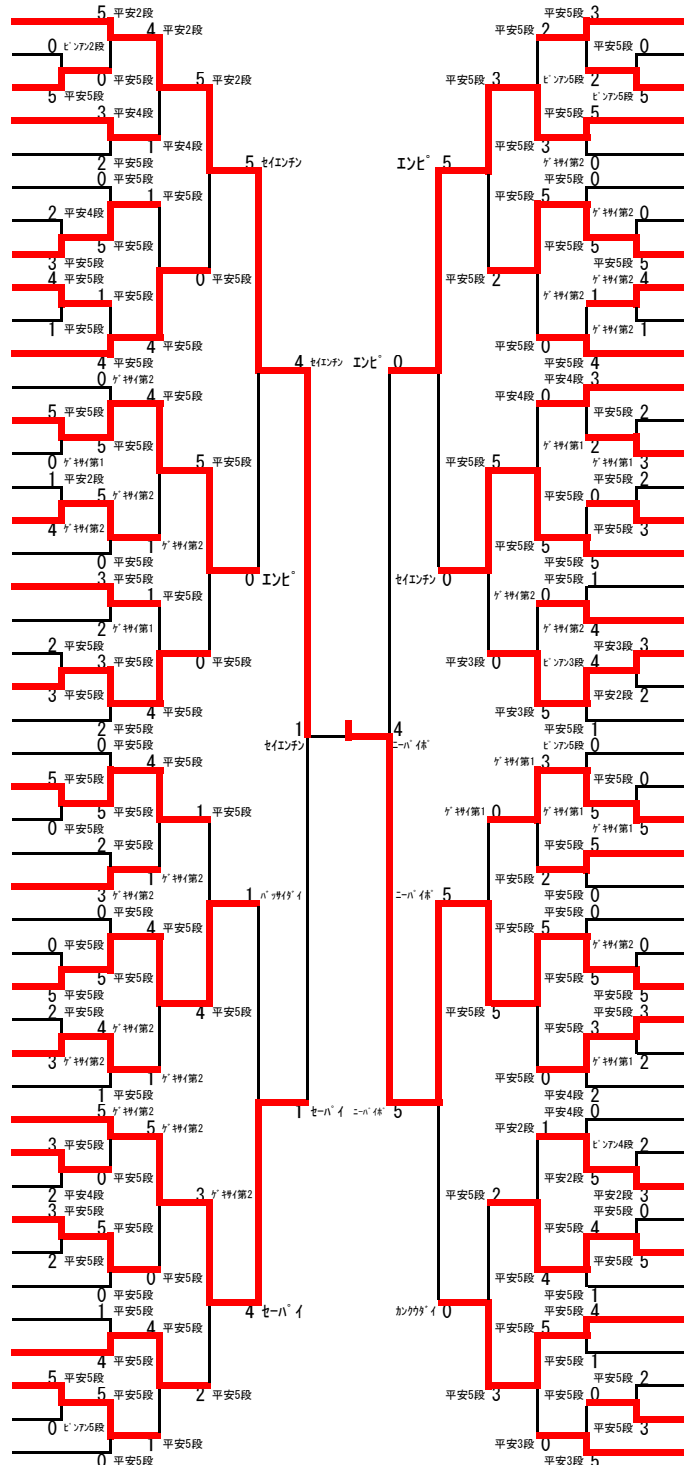 5 平安2段 平安5段 3
4 平安2段 平安5段 2
0 ピンアン2段 平安5段 0
0 平安5段 5 平安2段 平安5段 3 ピンアン5段 2
5 平安5段 ピンアン5段 5
3 平安4段 平安5段 5
1 平安4段 平安5段 3
2 平安5段 5 セイエンチン エンピ 5 ゲキサイ第2 0
0 平安5段 平安5段 0
1 平安5段 平安5段 5
2 平安4段 ゲキサイ第2 0
5 平安5段 平安5段 5
3 平安5段 平安5段 5
4 平安5段 0 平安5段 平安5段 2 ゲキサイ第2 4
1 平安5段 ゲキサイ第2 1
1 平安5段 ゲキサイ第2 1
4 平安5段 平安5段 0
4 平安5段 4 セイエンチン エンピ 0 平安5段 4
0 ゲキサイ第2 平安4段 3
4 平安5段 平安4段 0
5 平安5段 平安5段 2
5 平安5段 ゲキサイ第1 2
0 ゲキサイ第1 5 平安5段 平安5段 5 ゲキサイ第1 3
1 平安2段 平安5段 2
5 ゲキサイ第2 平安5段 0
4 ゲキサイ第2 平安5段 3
1 ゲキサイ第2 平安5段 5
0 平安5段 平安5段 5
3 平安5段 0 エンピ セイエンチン 0 平安5段 1
1 平安5段 ゲキサイ第2 0
2 ゲキサイ第1 ゲキサイ第2 4
2 平安5段 平安3段 3
3 平安5段 0 平安5段 平安3段 0 ピンアン3段 4
3 平安5段 平安2段 2
4 平安5段 平安3段 5
2 平安5段 1 セイエンチン 4 ニーパイポ 平安5段 1
0 平安5段 ピンアン5段 0
4 平安5段 ゲキサイ第1 3
5 平安5段 平安5段 0
5 平安5段 1 平安5段 ゲキサイ第1 0 ゲキサイ第1 5
0 平安5段 ゲキサイ第1 5
2 平安5段 平安5段 5
1 平安5段 平安5段 2
3 ゲキサイ第2 1 バッサイダイ ニーパイポ 5 平安5段 0
0 平安5段 平安5段 0
4 平安5段 平安5段 5
0 平安5段 ゲキサイ第2 0
5 平安5段 平安5段 5
5 平安5段 平安5段 5
2 平安5段 4 平安5段 平安5段 5 平安5段 3
4 ゲキサイ第2 平安5段 3
3 ゲキサイ第2 ゲキサイ第1 2
1 ゲキサイ第2 平安5段 0
1 平安5段 平安4段 2
5 ゲキサイ第2 1 セーパイ ニーパイポ 5 平安4段 0
5 ゲキサイ第2 平安2段 1
3 平安5段 ピンアン4段 2
0 平安5段 平安2段 5
2 平安4段 3 ゲキサイ第2 平安5段 2 平安2段 3
3 平安5段 平安5段 0
5 平安5段 平安5段 4
2 平安5段 平安5段 5
0 平安5段 平安5段 4
0 平安5段 平安5段 1
1 平安5段 4 セーパイ カンクウダイ 0 平安5段 4
4 平安5段 平安5段 5
4 平安5段 平安5段 1
5 平安5段 2 平安5段 平安5段 3 平安5段 2
5 平安5段 平安5段 0
0 ピンアン5段 平安5段 3
1 平安5段 平安3段 0
0 平安5段 平安3段 5